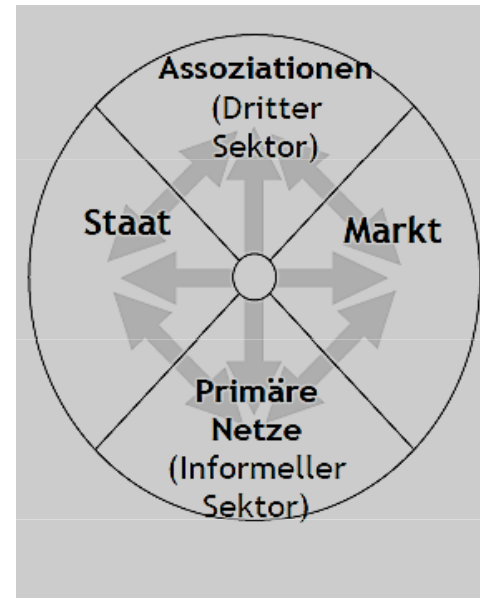 Assoziationen
(Dritter
Sektor)
Staat
Markt
Primäre
Netze
(Informeller
Sektor)